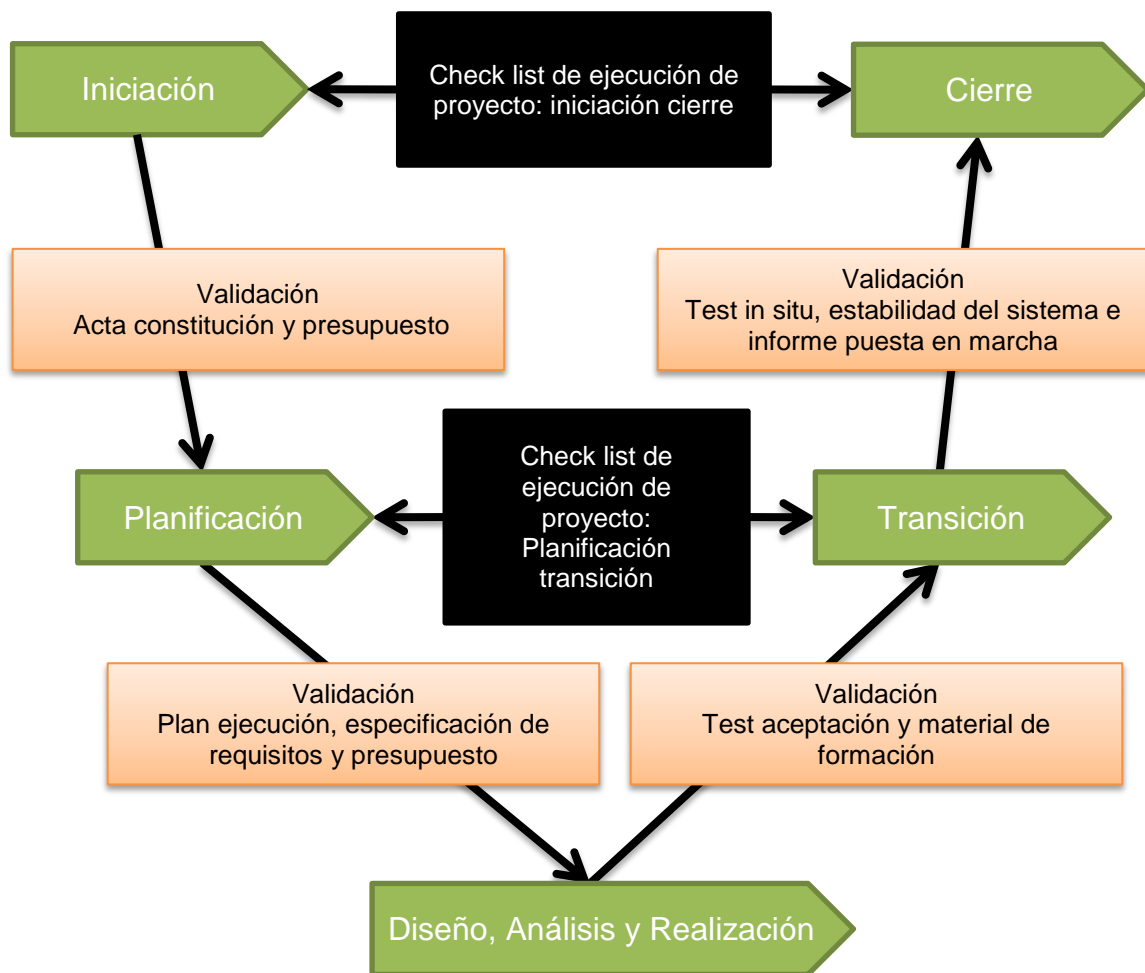 Iniciación
Check list de ejecución de
proyecto: iniciación cierre
Cierre
Validación
Acta constitución y presupuesto
Validación
Test in situ, estabilidad del sistema e
informe puesta en marcha
Planificación
Check list de
ejecución de
proyecto:
Planificación
transición
Transición
Validación
Plan ejecución, especificación de
requisitos y presupuesto
Validación
Test aceptación y material de
formación
Diseño, Análisis y Realización